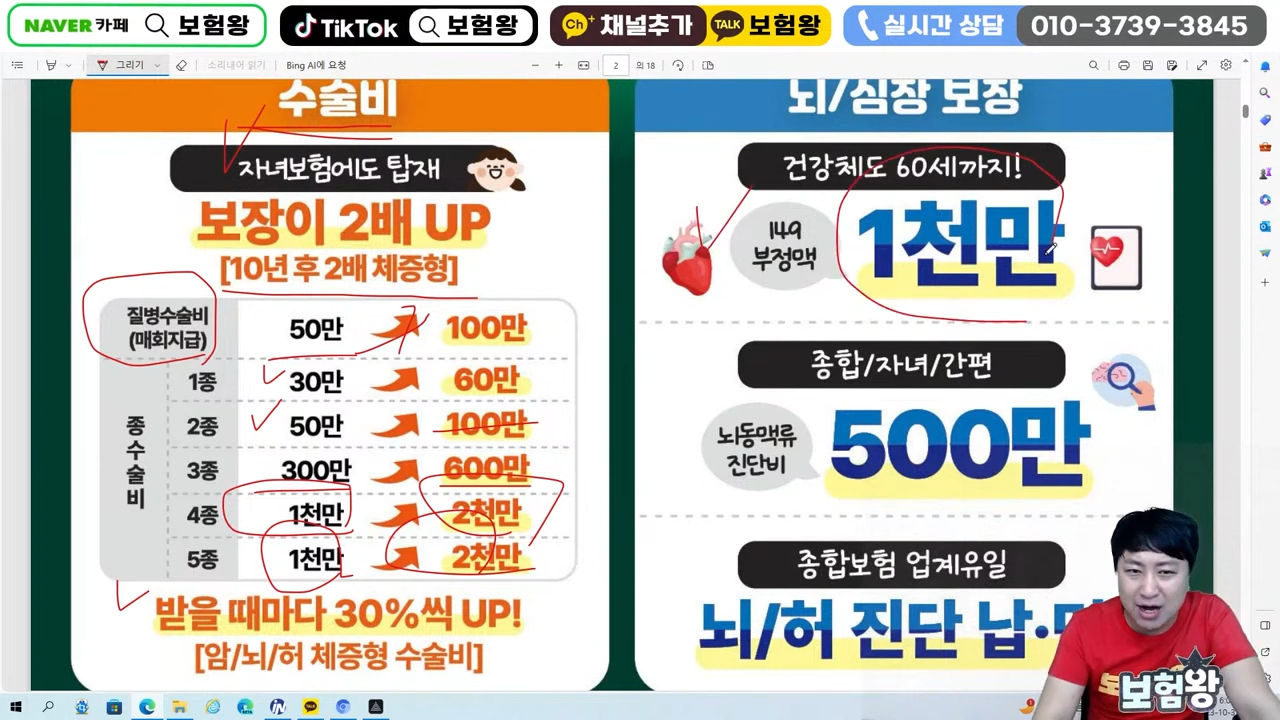 NAVER 카페 보험왕
TikTok 보험왕
Ch+ 채널추가 TALK 보험왕
실시간 상담 010-3739-3845
그리기
소리내어 읽기
Bing AI에 요청
2
의 18
수술비
자녀보험에도 탑재
보장이 2배 UP
[10년 후 2배 체증형]
질병수술비
(매회지급)
50만
100만
종수술비
1종
30만
60만
2종
50만
100만
3종
300만
600만
4종
1천만
2천만
5종
1천만
2천만
받을 때마다 30%씩 UP!
[암/뇌/허 체증형 수술비]
뇌/심장 보장
건강체도 60세까지!
149
부정맥
1천만
종합/자녀/간편
뇌동맥류
진단비
500만
종합보험 업계유일
뇌/허 진단 납·
보험왕